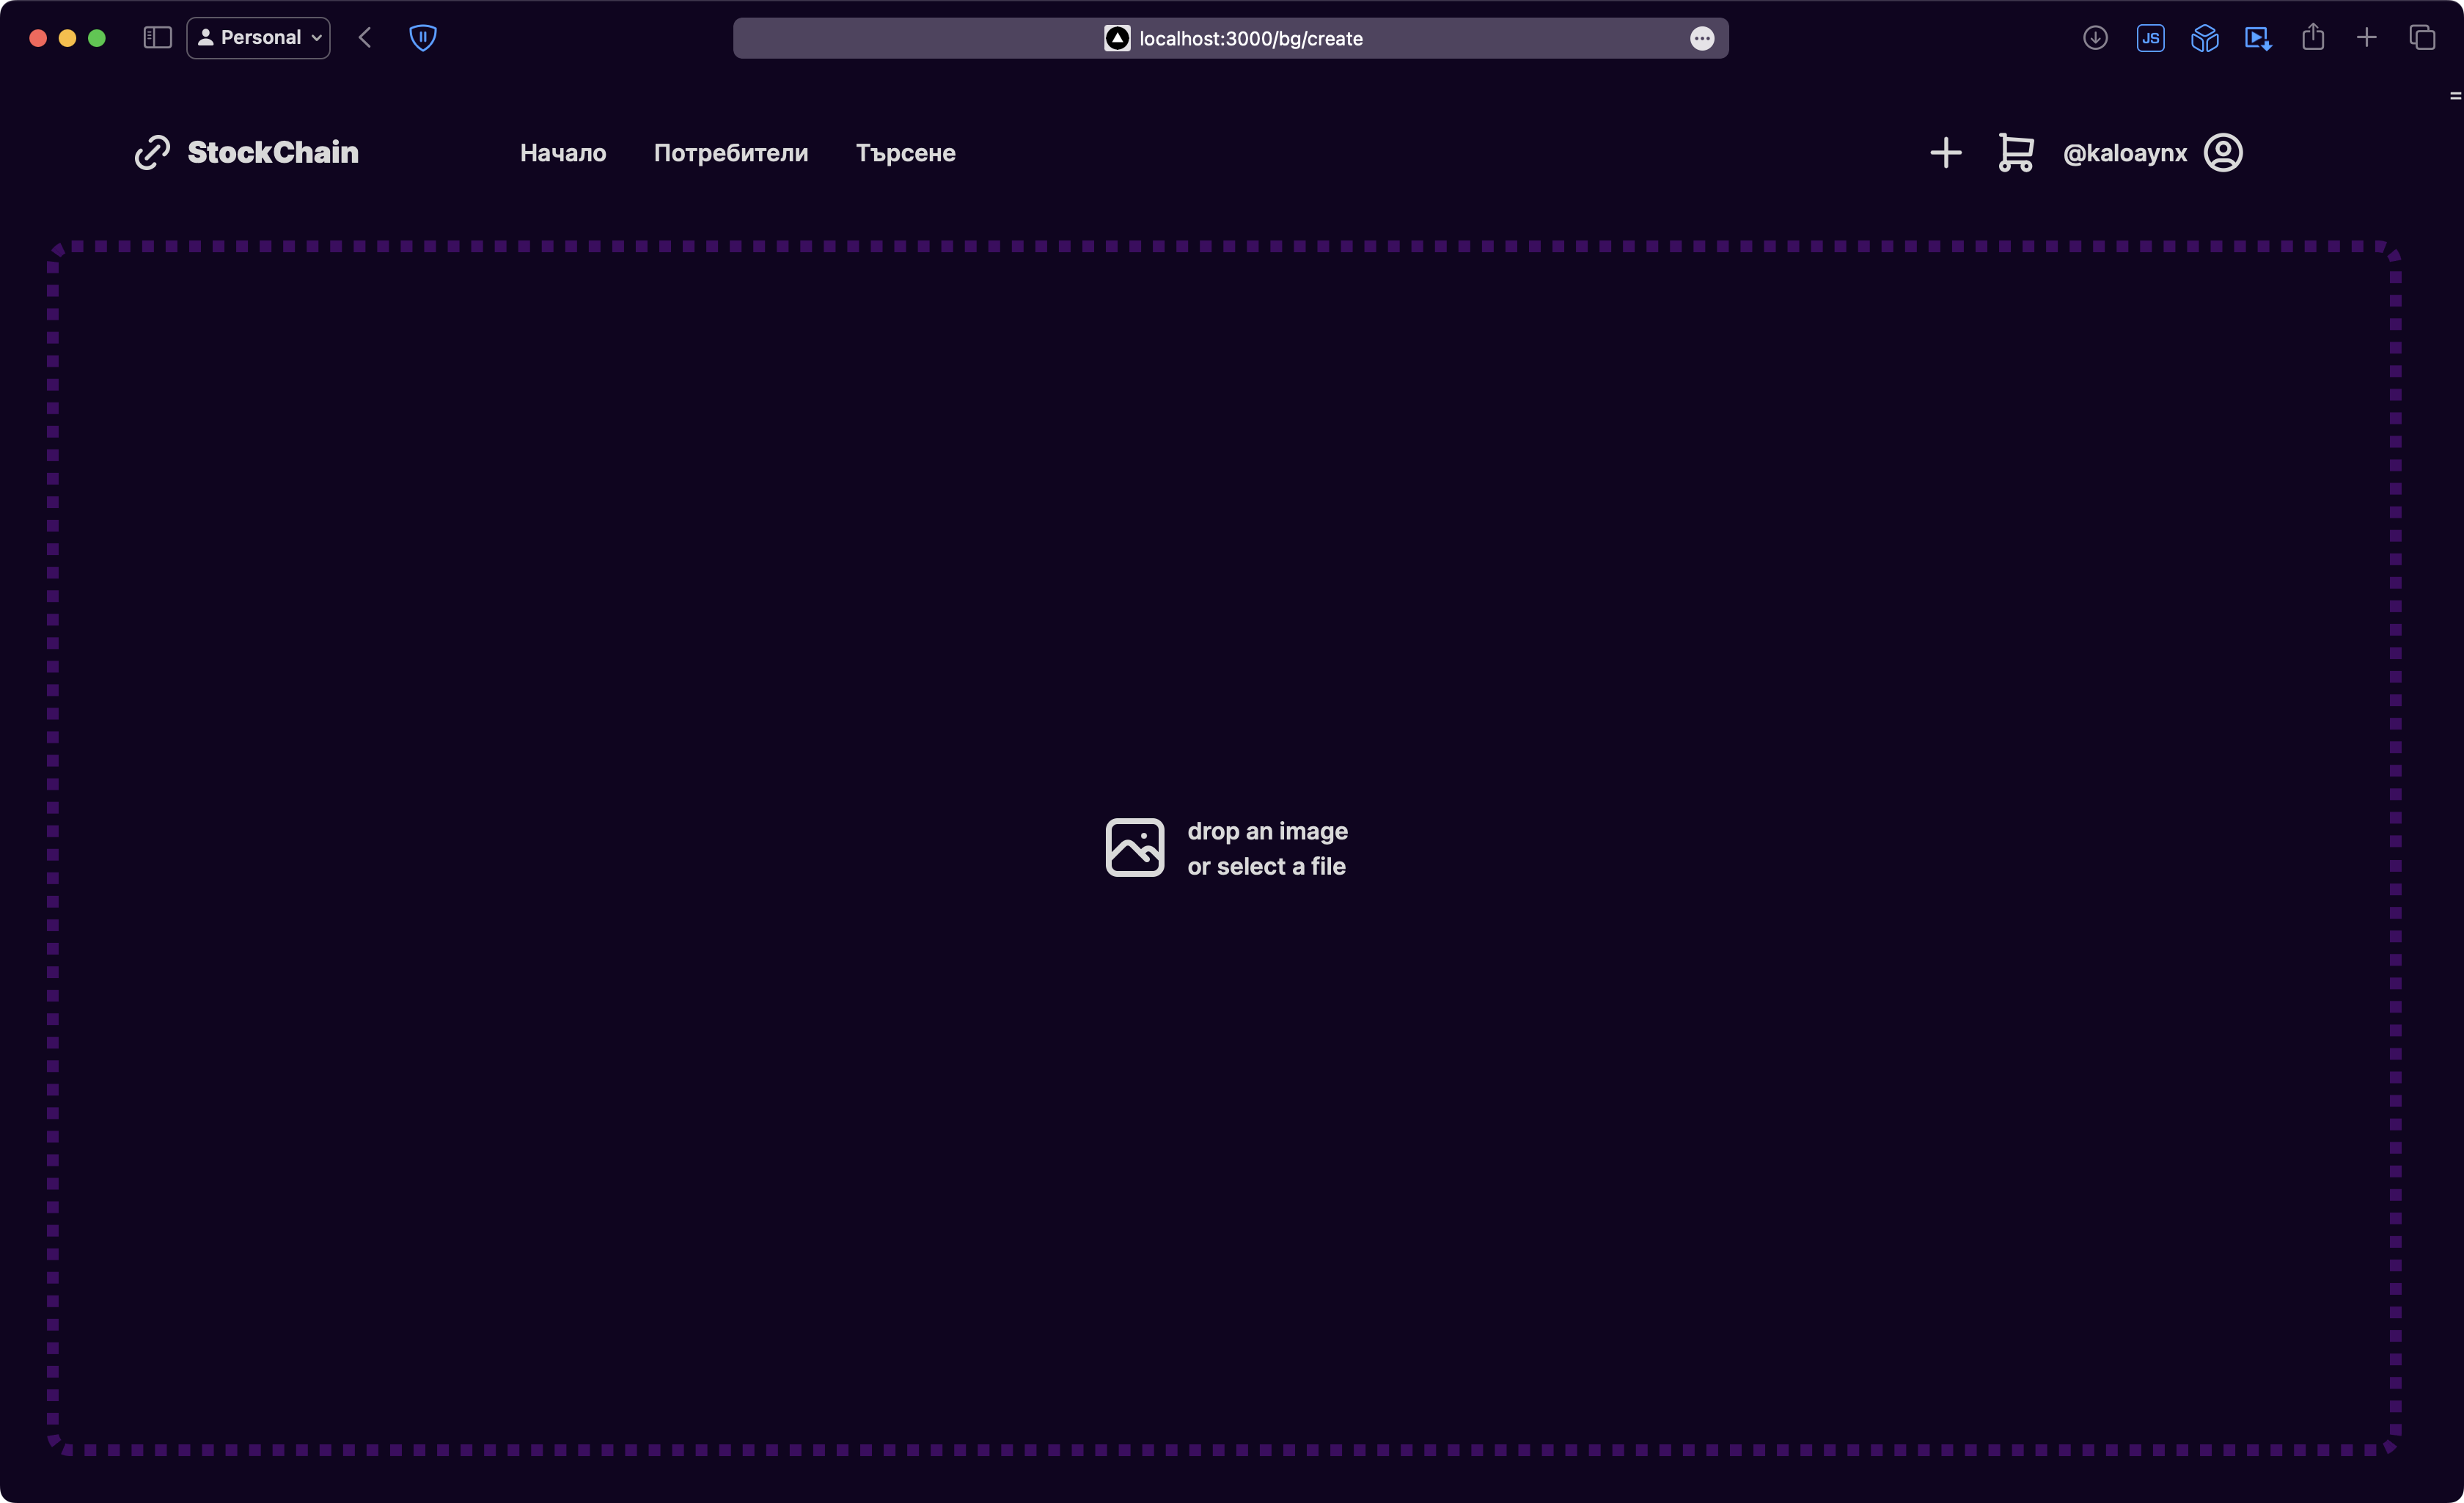 Personal
localhost:3000/bg/create
JS
StockChain
Начало
Потребители
Търсене
@kaloaynx
drop an image
or select a file